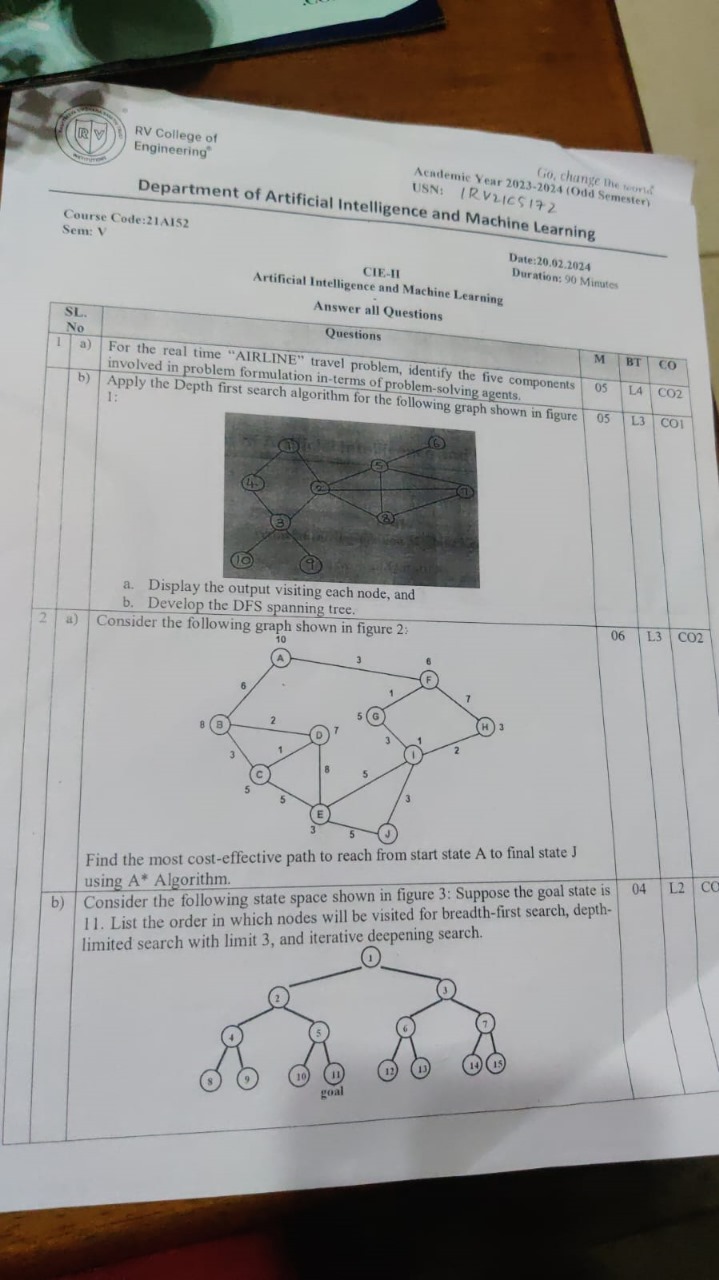 RV College of
Engineering®
Go, change the world
Academic Year 2023-2024 (Odd Semester)
USN: 1RV21CS172
Department of Artificial Intelligence and Machine Learning
Course Code:21AI52
Sem: V
Date:20.02.2024
Duration: 90 Minutes
CIE-II
Artificial Intelligence and Machine Learning
Answer all Questions
SL. No Questions M BT CO
1 a) For the real time "AIRLINE" travel problem, identify the five components
involved in problem formulation in-terms of problem-solving agents. 05 L4 CO2
b) Apply the Depth first search algorithm for the following graph shown in figure
1: 05 L3 CO1
1 6
4 5
2 7
3 8
10 9
a. Display the output visiting each node, and
b. Develop the DFS spanning tree.
2 a) Consider the following graph shown in figure 2: 06 L3 CO2
10
A 3 6
F
6 1 7
8 B 2 D 7 5 G H 3
3 1 3 I 1 2
C
5 8 5
5 3
E
3 5 J
Find the most cost-effective path to reach from start state A to final state J
using A* Algorithm.
b) Consider the following state space shown in figure 3: Suppose the goal state is 04 L2 CO
11. List the order in which nodes will be visited for breadth-first search, depth-
limited search with limit 3, and iterative deepening search.
1
2 3
4 5 6 7
8 9 10 11 12 13 14 15
goal